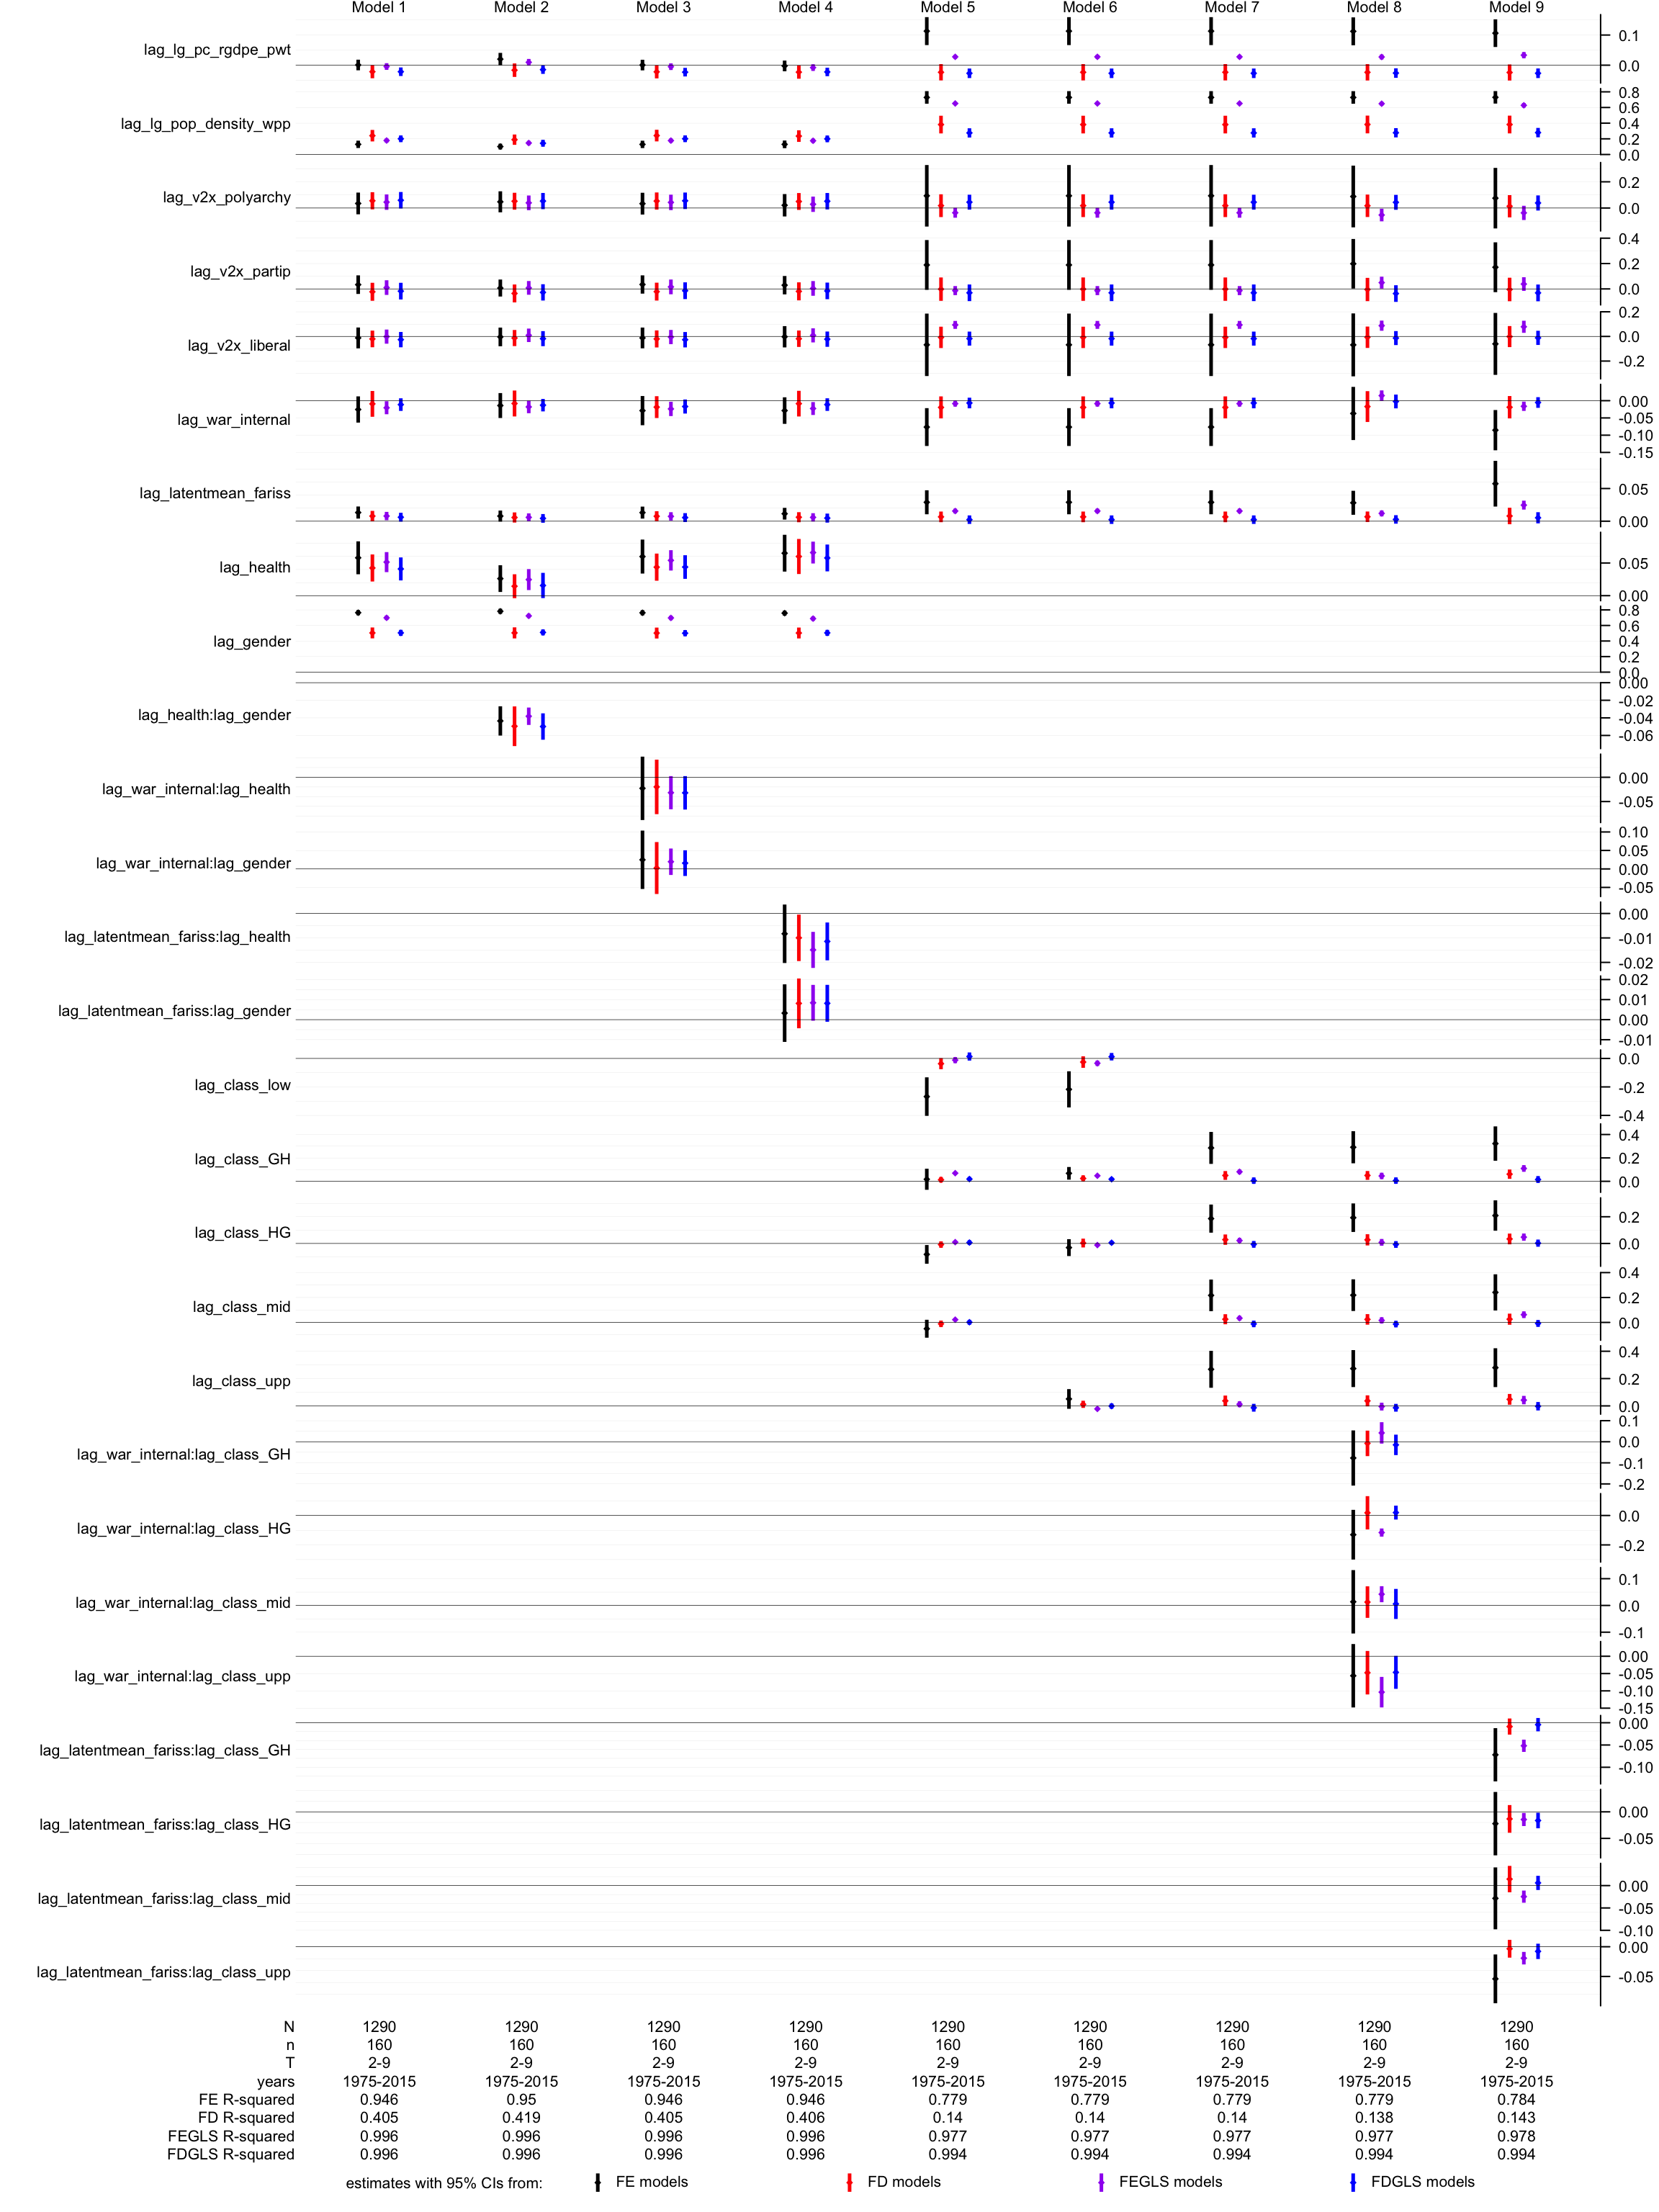 Model 1 Model 2 Model 3 Model 4 Model 5 Model 6 Model 7 Model 8 Model 9
lag_lg_pc_rgdpe_pwt
0.1
0.0
lag_lg_pop_density_wpp
0.8
0.6
0.4
0.2
0.0
lag_v2x_polyarchy
0.2
0.0
lag_v2x_partip
0.4
0.2
0.0
lag_v2x_liberal
0.2
0.0
-0.2
lag_war_internal
0.00
-0.05
-0.10
-0.15
lag_latentmean_fariss
0.05
0.00
lag_health
0.05
0.00
lag_gender
0.8
0.6
0.4
0.2
0.0
lag_health:lag_gender
0.00
-0.02
-0.04
-0.06
lag_war_internal:lag_health
0.00
-0.05
lag_war_internal:lag_gender
0.10
0.05
0.00
-0.05
lag_latentmean_fariss:lag_health
0.00
-0.01
-0.02
lag_latentmean_fariss:lag_gender
0.02
0.01
0.00
-0.01
lag_class_low
0.0
-0.2
-0.4
lag_class_GH
0.4
0.2
0.0
lag_class_HG
0.2
0.0
lag_class_mid
0.4
0.2
0.0
lag_class_upp
0.4
0.2
0.0
lag_war_internal:lag_class_GH
0.1
0.0
-0.1
-0.2
lag_war_internal:lag_class_HG
0.0
-0.2
lag_war_internal:lag_class_mid
0.1
0.0
-0.1
lag_war_internal:lag_class_upp
0.00
-0.05
-0.10
-0.15
lag_latentmean_fariss:lag_class_GH
0.00
-0.05
-0.10
lag_latentmean_fariss:lag_class_HG
0.00
-0.05
lag_latentmean_fariss:lag_class_mid
0.00
-0.05
-0.10
lag_latentmean_fariss:lag_class_upp
0.00
-0.05
N 1290 1290 1290 1290 1290 1290 1290 1290 1290
n 160 160 160 160 160 160 160 160 160
T 2-9 2-9 2-9 2-9 2-9 2-9 2-9 2-9 2-9
years 1975-2015 1975-2015 1975-2015 1975-2015 1975-2015 1975-2015 1975-2015 1975-2015 1975-2015
FE R-squared 0.946 0.95 0.946 0.946 0.779 0.779 0.779 0.779 0.784
FD R-squared 0.405 0.419 0.405 0.406 0.14 0.14 0.14 0.138 0.143
FEGLS R-squared 0.996 0.996 0.996 0.996 0.977 0.977 0.977 0.977 0.978
FDGLS R-squared 0.996 0.996 0.996 0.996 0.994 0.994 0.994 0.994 0.994
estimates with 95% CIs from: FE models FD models FEGLS models FDGLS models